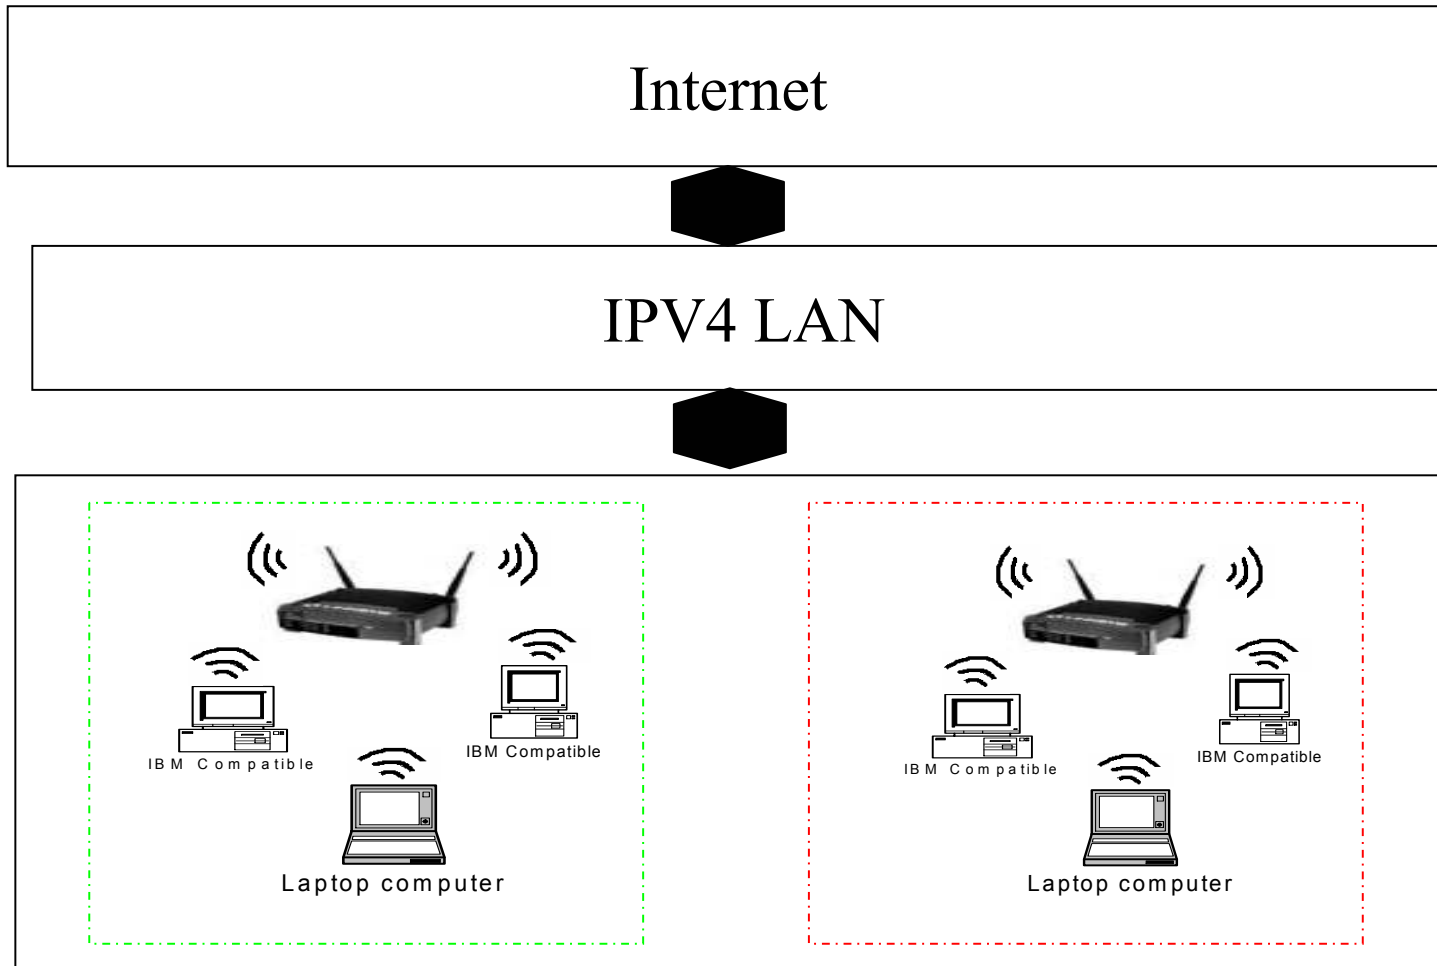 Internet
IPV4 LAN
IBM Compatible
IBM Compatible
Laptop computer
IBM Compatible
IBM Compatible
Laptop computer